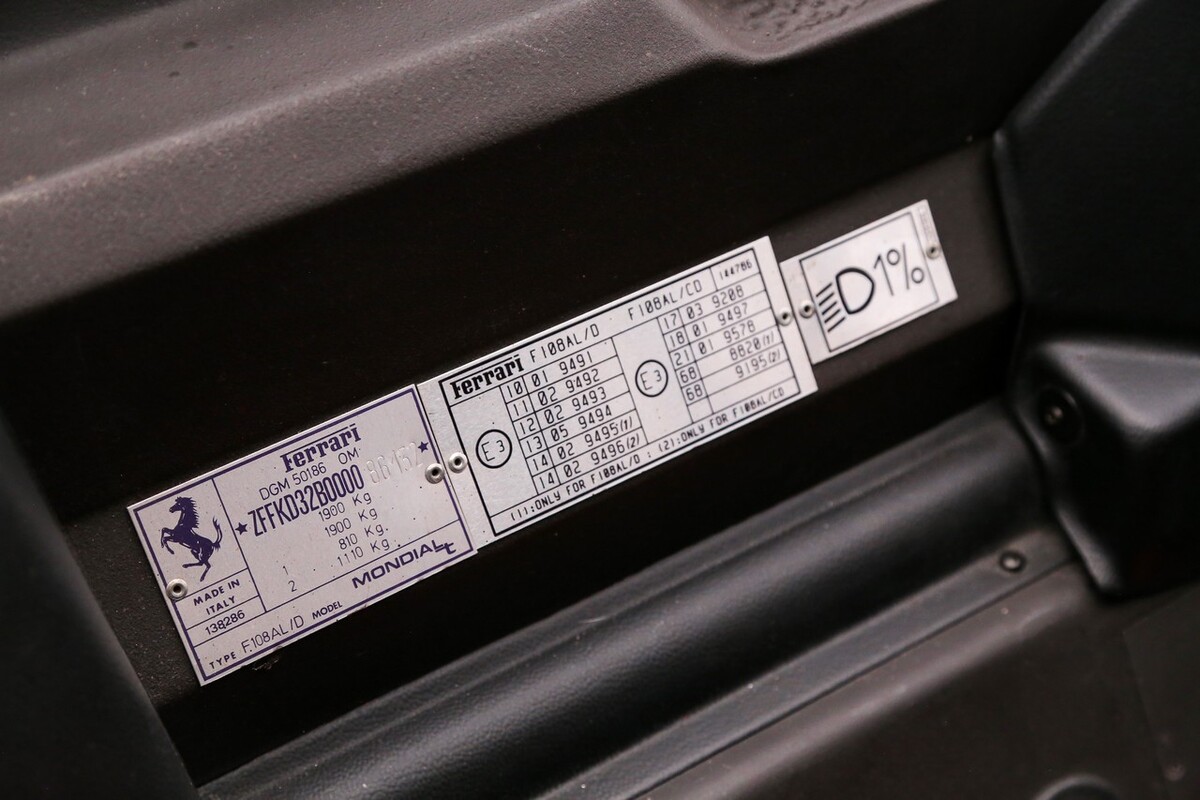 Ferrari
DGM 50186 OM
★ZFFKD32B0000 86152★
1900 Kg
1900 Kg
1 810 Kg.
2 1110 Kg.
MADE IN
ITALY
138286
TYPE F108AL/D MODEL MONDIAL t
Ferrari F108AL/D F108AL/CD 144786
E3
10 01 9491
11 02 9492
12 02 9493
13 05 9494
14 02 9495(1)
14 02 9496(2)
E3
17 03 9208
18 01 9497
21 01 9578
68 8820(1)
68 9195(2)
(1):ONLY FOR F108AL/D : (2):ONLY FOR F108AL/CD
D1%